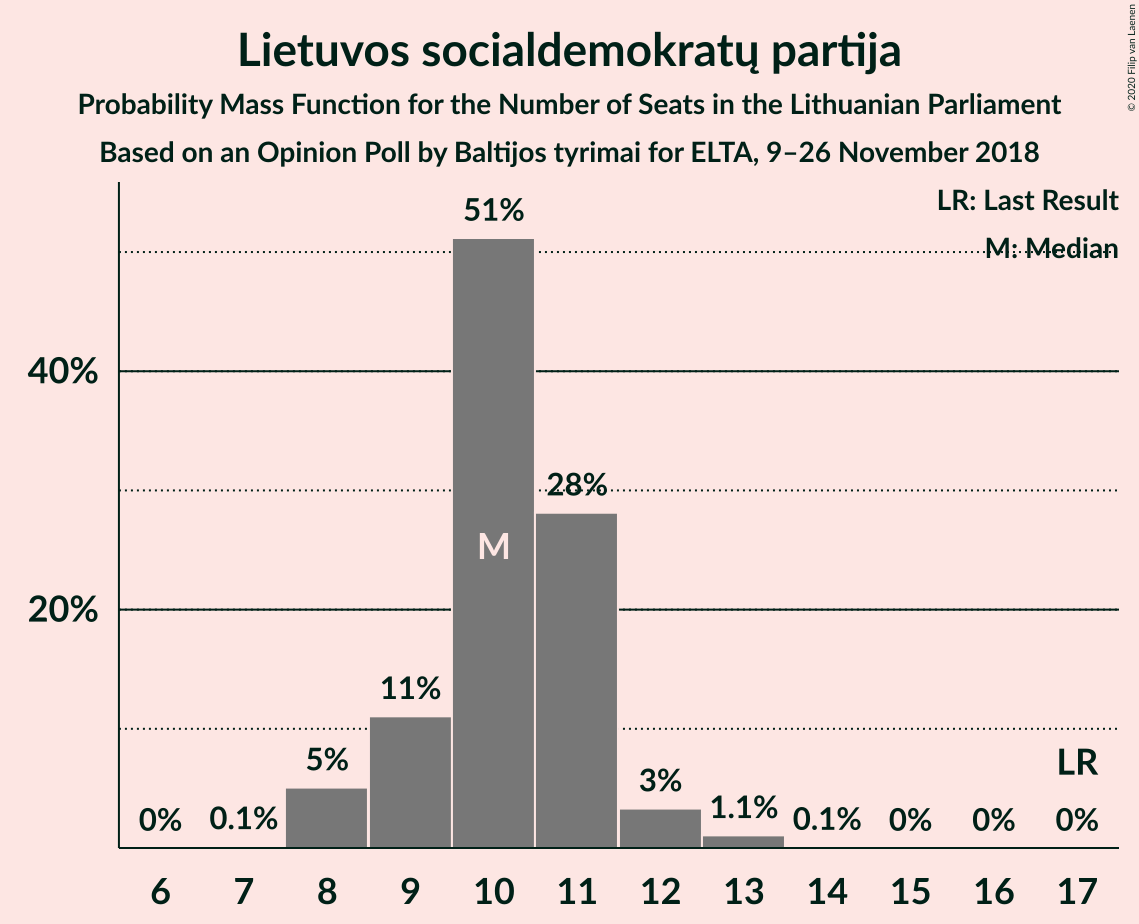 Lietuvos socialdemokratų partija
Probability Mass Function for the Number of Seats in the Lithuanian Parliament
Based on an Opinion Poll by Baltijos tyrimai for ELTA, 9–26 November 2018
© 2020 Filip van Laenen
LR: Last Result
M: Median
51%
40%
28%
M
20%
11%
5%
3%
LR
0% 0.1% 1.1% 0.1% 0% 0% 0%
6 7 8 9 10 11 12 13 14 15 16 17